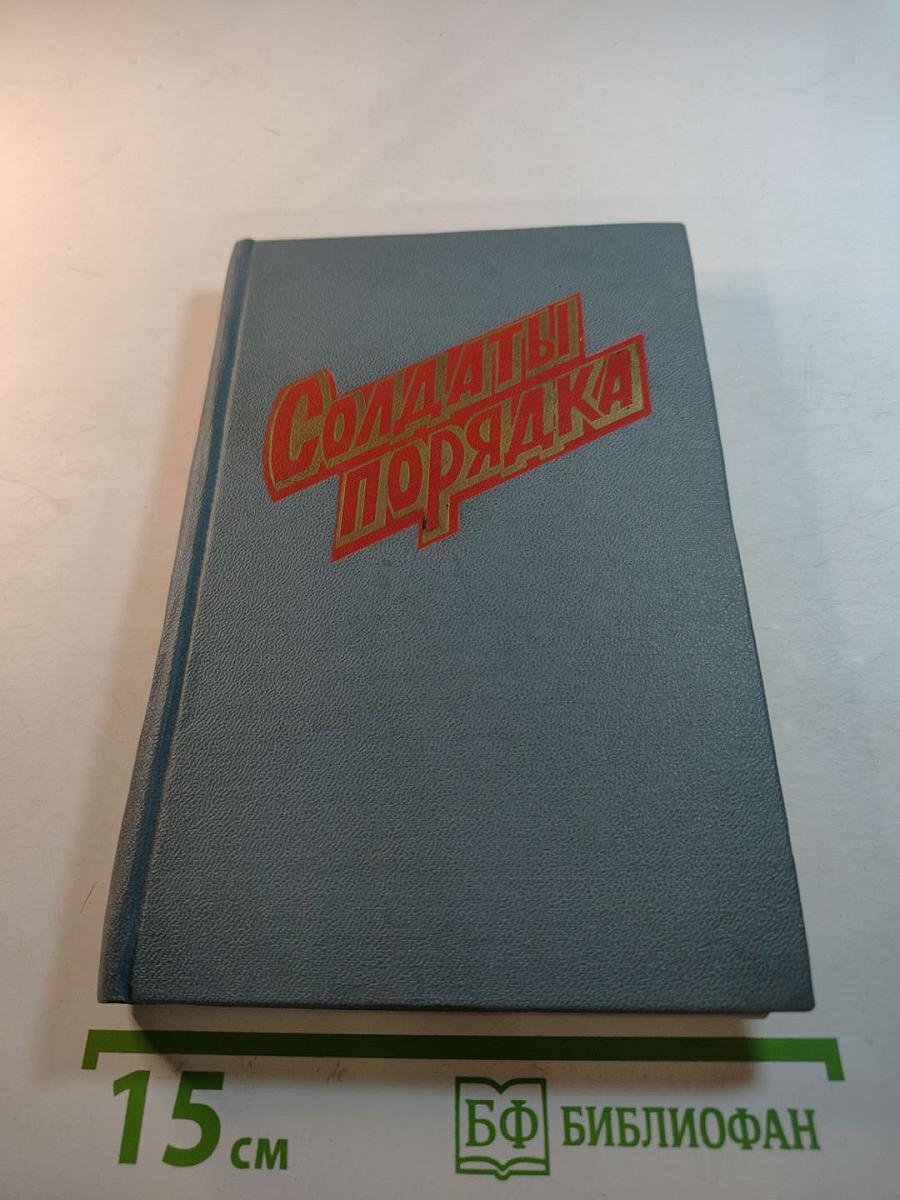 Солдаты
порядка
15 см
БФ БИБЛИОФАН